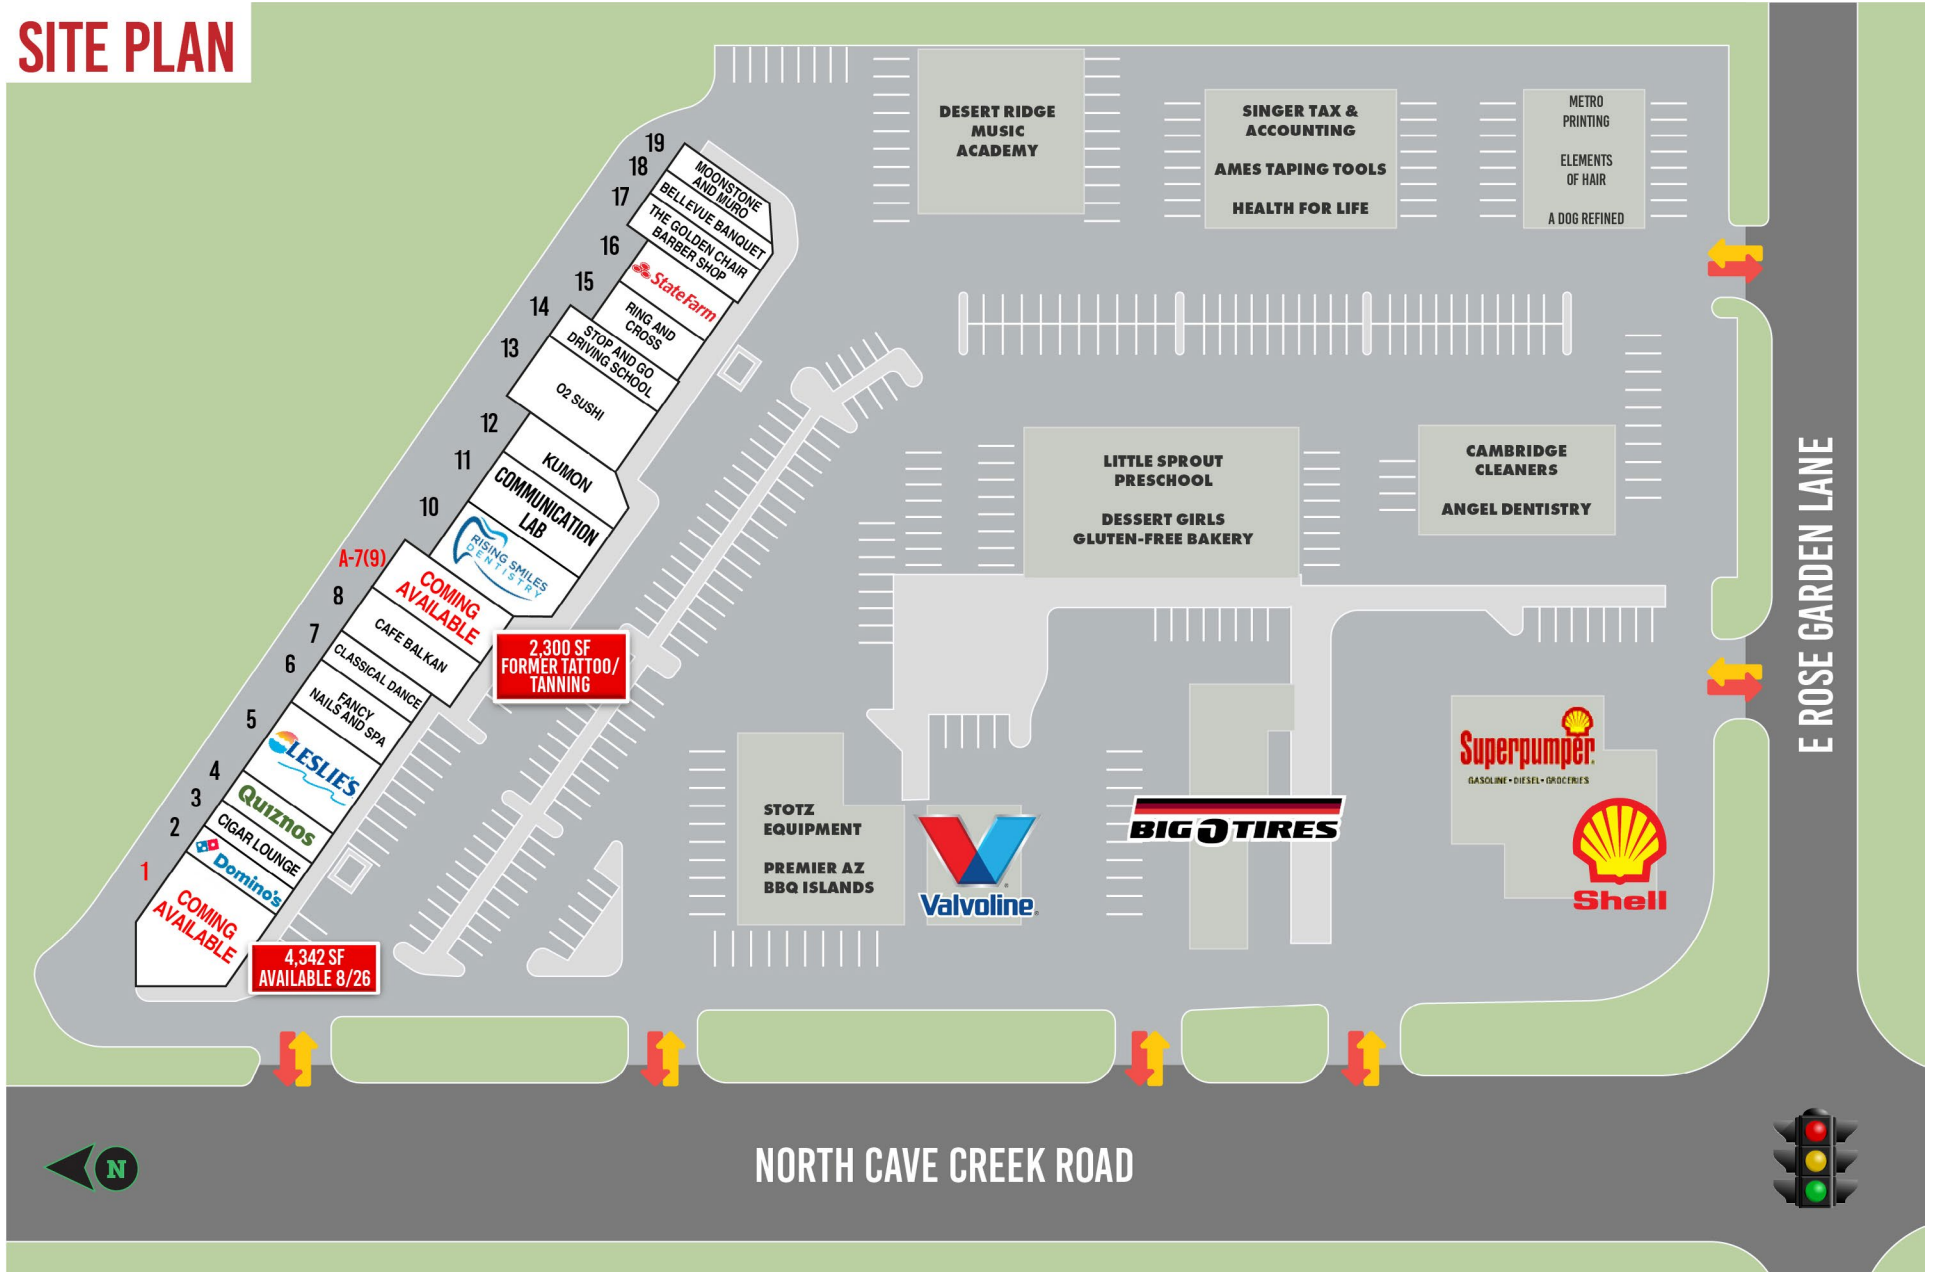 SITE PLAN
19
18
17
16
15
14
13
12
11
10
A-7(9)
8
7
6
5
4
3
2
1
MOONSTONE
AND MURO
BELLEVUE BANQUET
THE GOLDEN CHAIR
BARBER SHOP
StateFarm
RING AND
CROSS
STOP AND GO
DRIVING SCHOOL
O2 SUSHI
KUMON
COMMUNICATION
LAB
RISING SMILES
DENTISTRY
COMING
AVAILABLE
CAFE BALKAN
CLASSICAL DANCE
FANCY
NAILS AND SPA
LESLIE'S
QUIZNOS
CIGAR LOUNGE
Domino's
COMING
AVAILABLE
2,300 SF
FORMER TATTOO/
TANNING
4,342 SF
AVAILABLE 8/26
DESERT RIDGE
MUSIC
ACADEMY
SINGER TAX &
ACCOUNTING
AMES TAPING TOOLS
HEALTH FOR LIFE
METRO
PRINTING
ELEMENTS
OF HAIR
A DOG REFINED
LITTLE SPROUT
PRESCHOOL
DESSERT GIRLS
GLUTEN-FREE BAKERY
CAMBRIDGE
CLEANERS
ANGEL DENTISTRY
STOTZ
EQUIPMENT
PREMIER AZ
BBQ ISLANDS
Valvoline
BIG O TIRES
Superpumper
GASOLINE • DIESEL • GROCERIES
Shell
E ROSE GARDEN LANE
NORTH CAVE CREEK ROAD
N